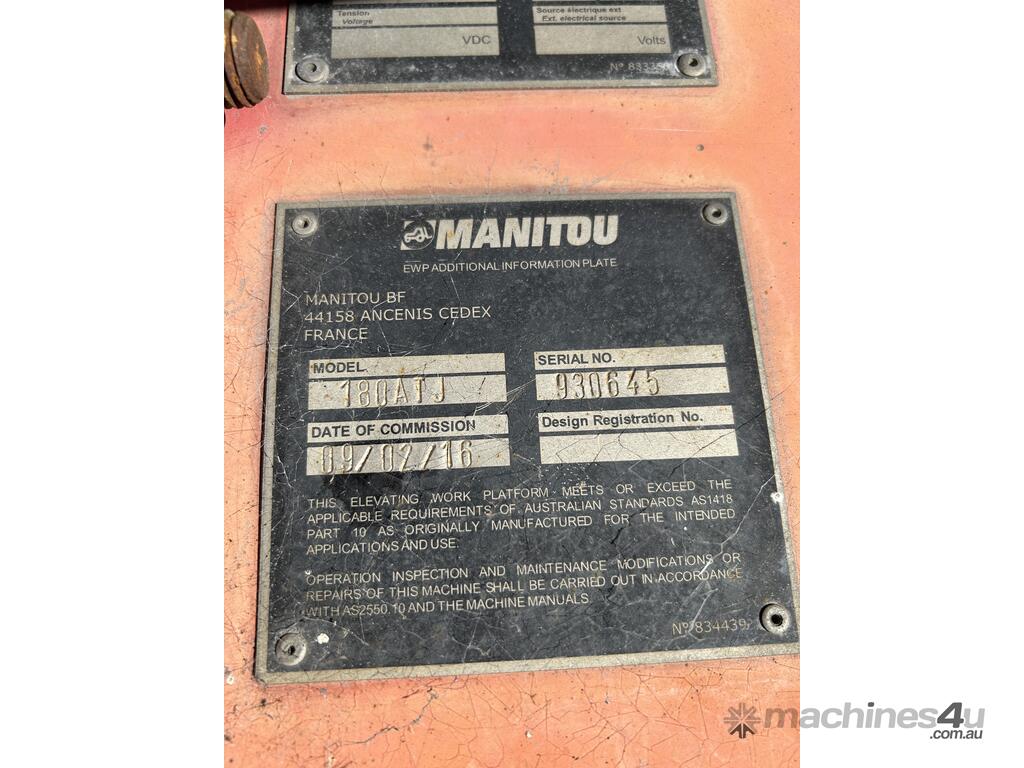 Tension
Voltage
VDC
Source électrique ext
Ext. electrical source
Volts
MANITOU
EWP ADDITIONAL INFORMATION PLATE
MANITOU BF
44158 ANCENIS CEDEX
FRANCE
MODEL
180ATJ
SERIAL NO.
930645
DATE OF COMMISSION
09/02/16
Design Registration No.
THIS ELEVATING WORK PLATFORM MEETS OR EXCEED THE
APPLICABLE REQUIREMENTS OF AUSTRALIAN STANDARDS AS1418
PART 10 AS ORIGINALLY MANUFACTURED FOR THE INTENDED
APPLICATIONS AND USE.
OPERATION INSPECTION AND MAINTENANCE MODIFICATIONS OR
REPAIRS OF THIS MACHINE SHALL BE CARRIED OUT IN ACCORDANCE
WITH AS2550.10 AND THE MACHINE MANUALS.
Nº 834439
machines4u
.com.au